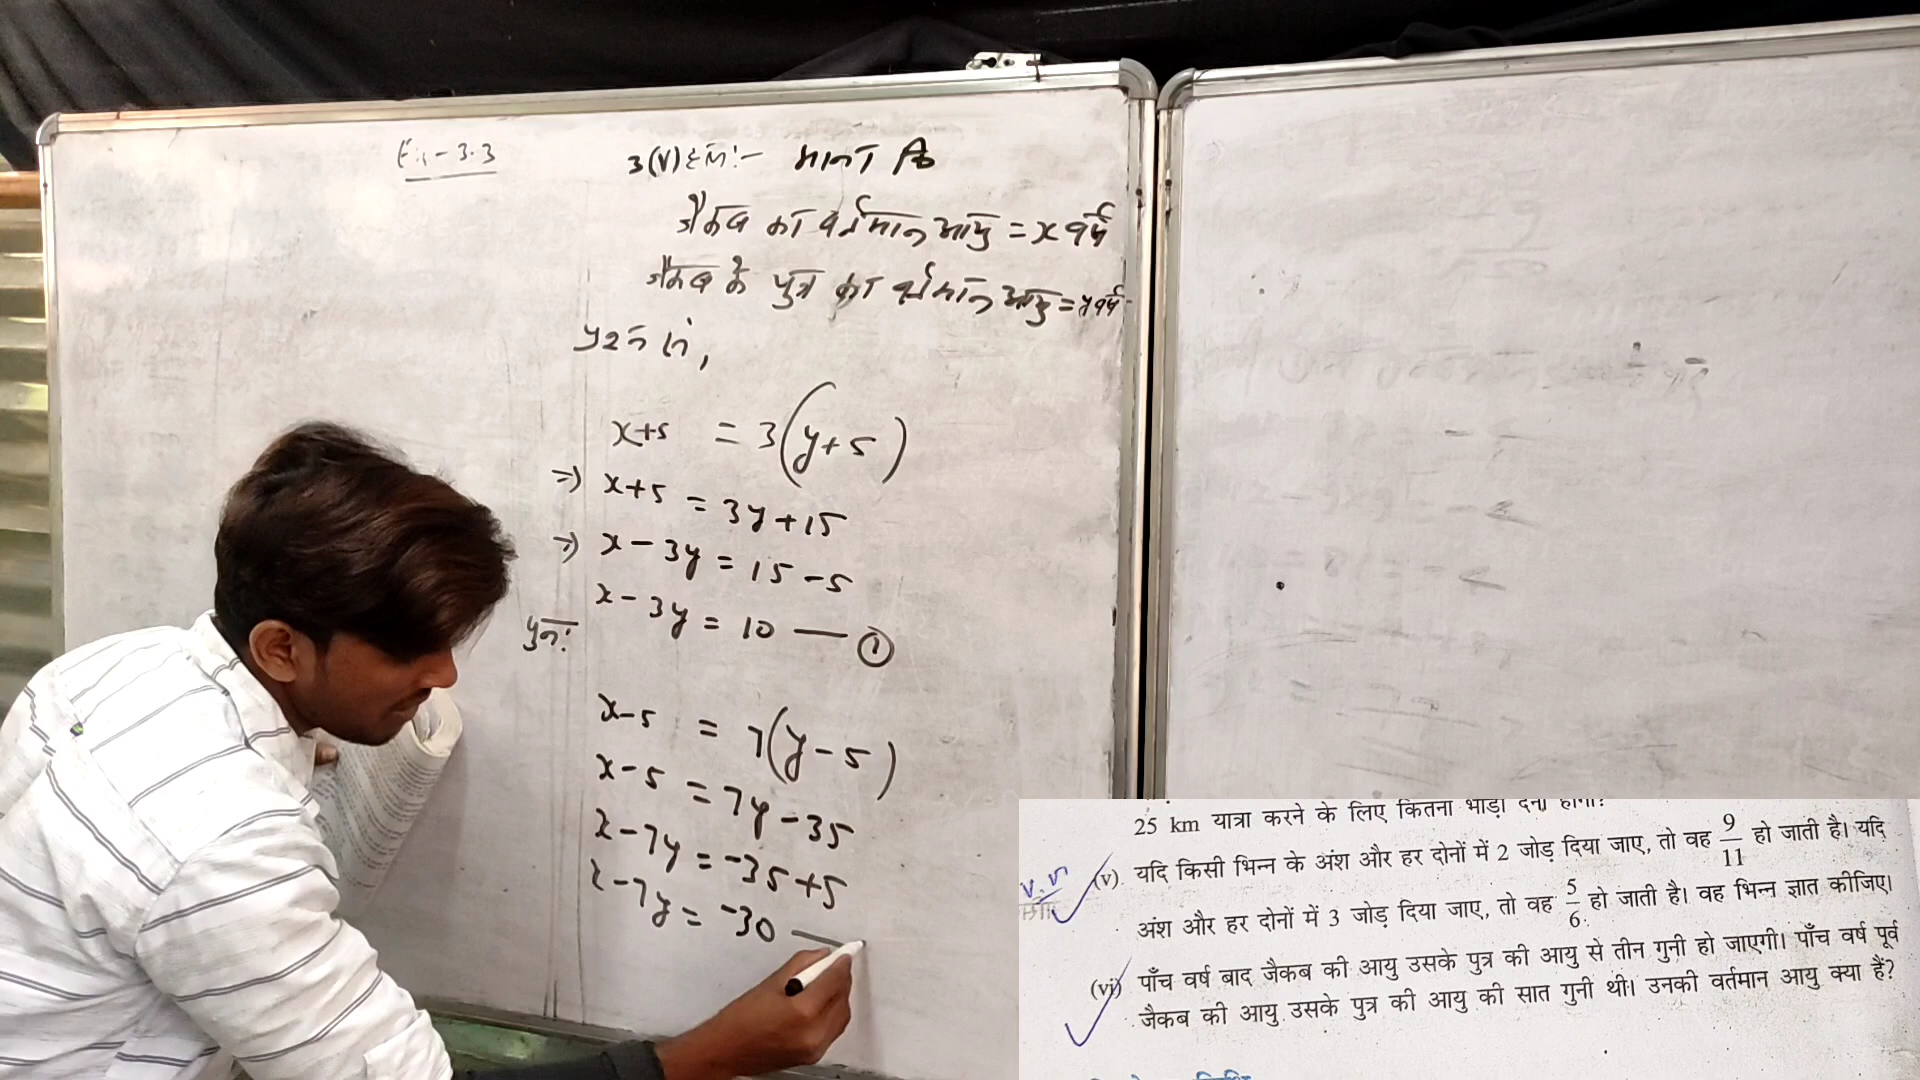 Ex-3.3
3(V) हल:- माना कि
जैकब का वर्तमान आयु = x वर्ष
जैकब के पुत्र का वर्तमान आयु = y वर्ष
प्रश्न से,
x+5 = 3(y+5)
=) x+5 = 3y+15
=) x-3y = 15-5
x-3y = 10 — ①
पुनः
x-5 = 7(y-5)
x-5 = 7y-35
x-7y = -35+5
x-7y = -30 —
25 km यात्रा करने के लिए कितना भाड़ा देना होगा?
V.V
(v). यदि किसी भिन्न के अंश और हर दोनों में 2 जोड़ दिया जाए, तो वह 9/11 हो जाती है। यदि
अंश और हर दोनों में 3 जोड़ दिया जाए, तो वह 5/6 हो जाती है। वह भिन्न ज्ञात कीजिए।
(vi) पाँच वर्ष बाद जैकब की आयु उसके पुत्र की आयु से तीन गुनी हो जाएगी। पाँच वर्ष पूर्व
जैकब की आयु उसके पुत्र की आयु की सात गुनी थी। उनकी वर्तमान आयु क्या हैं?